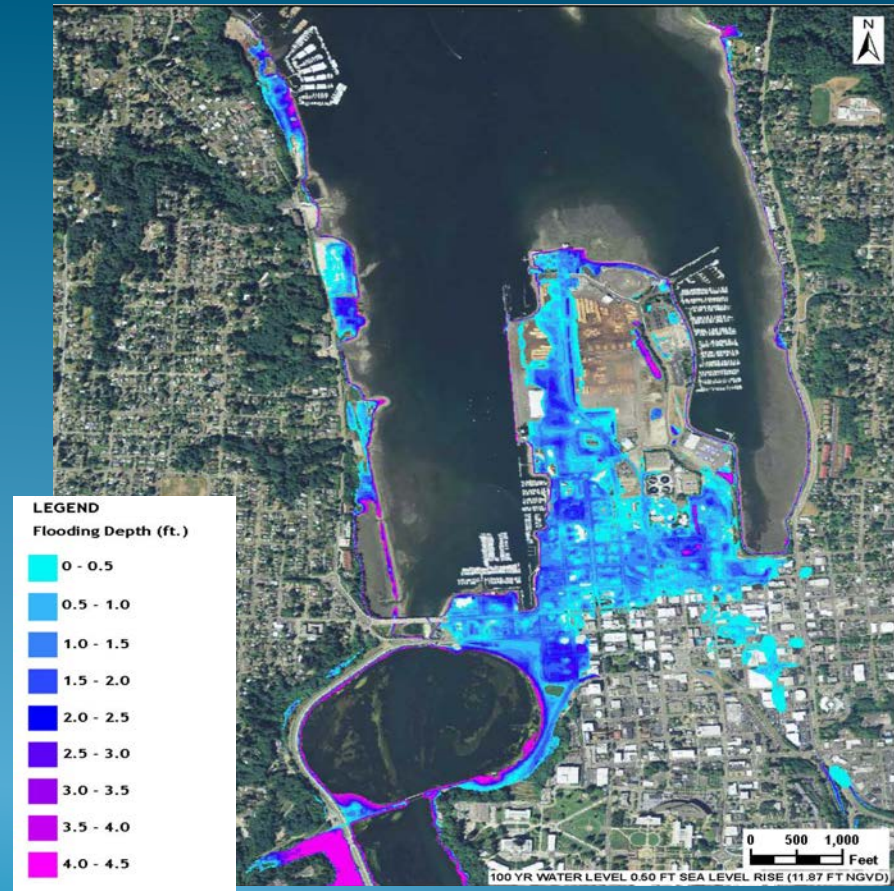 N
LEGEND
Flooding Depth (ft.)
0 - 0.5
0.5 - 1.0
1.0 - 1.5
1.5 - 2.0
2.0 - 2.5
2.5 - 3.0
3.0 - 3.5
3.5 - 4.0
4.0 - 4.5
0 500 1,000
Feet
100 YR WATER LEVEL 0.50 FT SEA LEVEL RISE (11.87 FT NGVD)